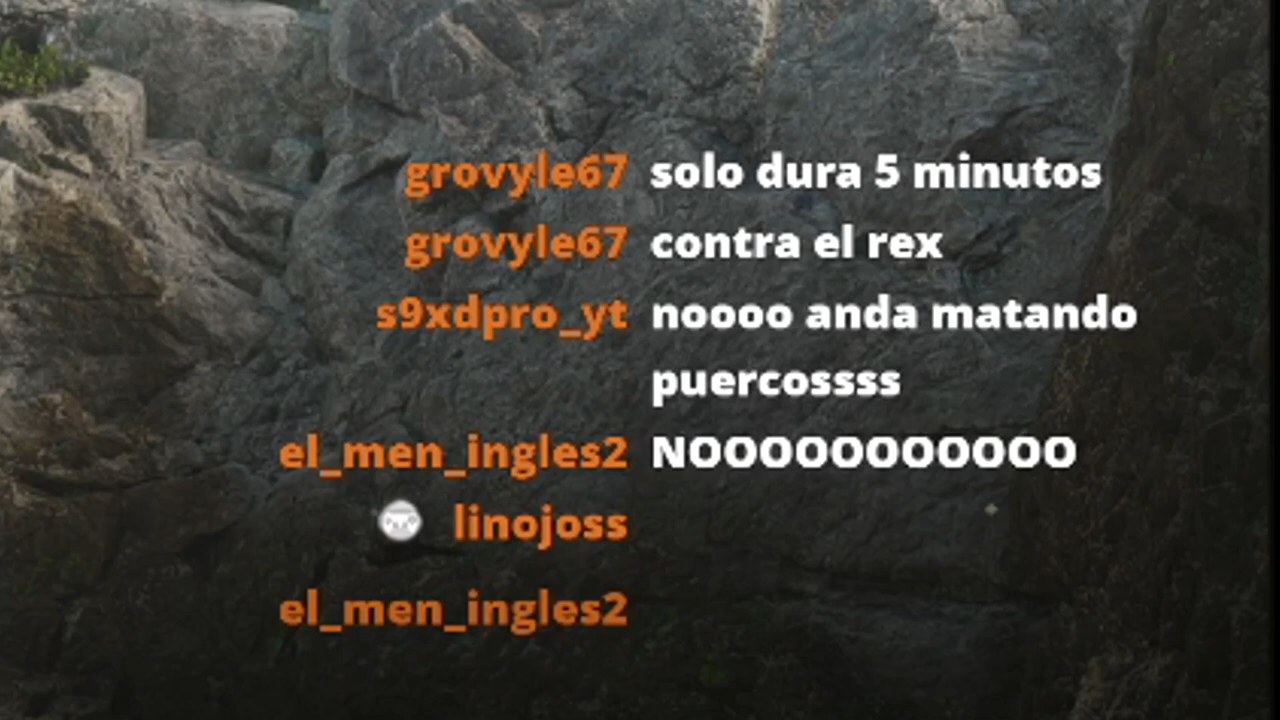 grovyle67 solo dura 5 minutos
grovyle67 contra el rex
s9xdpro_yt noooo anda matando
puercossss
el_men_ingles2 NOOOOOOOOOOO
linojoss
el_men_ingles2